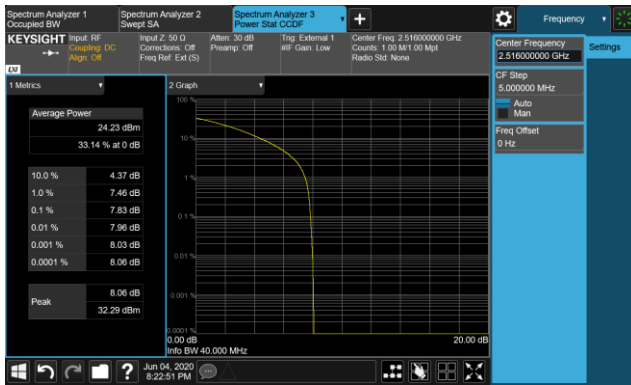 Spectrum Analyzer 1
Occupied BW
Spectrum Analyzer 2
Swept SA
Spectrum Analyzer 3
Power Stat CCDF
Frequency
KEYSIGHT
Input: RF
Coupling: DC
Align: Off
Input Z: 50 Ω
Corrections: Off
Freq Ref: Ext (S)
Atten: 30 dB
Preamp: Off
Trig: External 1
#IF Gain: Low
Center Freq: 2.516000000 GHz
Counts: 1.00 M/1.00 Mpt
Radio Std: None
LXI
Center Frequency
2.516000000 GHz
Settings
CF Step
5.000000 MHz
Auto
Man
Freq Offset
0 Hz
1 Metrics
Average Power
24.23 dBm
33.14 % at 0 dB
10.0 % 4.37 dB
1.0 % 7.46 dB
0.1 % 7.83 dB
0.01 % 7.96 dB
0.001 % 8.03 dB
0.0001 % 8.06 dB
Peak
8.06 dB
32.29 dBm
2 Graph
100 %
10 %
1 %
0.1 %
0.01 %
0.001 %
0.0001 %
0.00 dB
20.00 dB
Info BW 40.000 MHz
Jun 04, 2020
8:22:51 PM